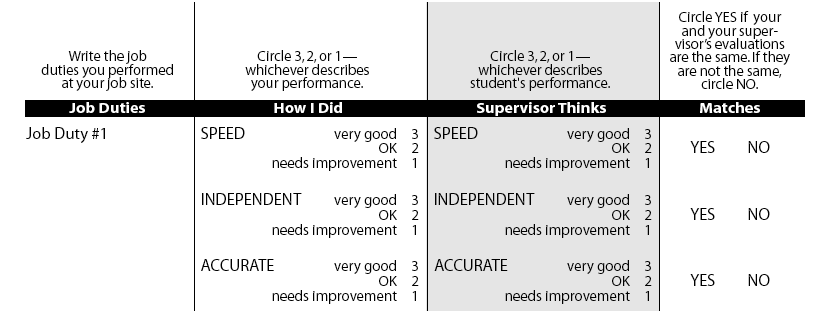 Write the job
duties you performed
at your job site.
Circle 3, 2, or 1—
whichever describes
your performance.
Circle 3, 2, or 1—
whichever describes
student's performance.
Circle YES if your
and your super-
visor's evaluations
are the same. If they
are not the same,
circle NO.
Job Duties How I Did Supervisor Thinks Matches
Job Duty #1 SPEED very good 3 SPEED very good 3
OK 2 OK 2 YES NO
needs improvement 1 needs improvement 1
INDEPENDENT very good 3 INDEPENDENT very good 3
OK 2 OK 2 YES NO
needs improvement 1 needs improvement 1
ACCURATE very good 3 ACCURATE very good 3
OK 2 OK 2 YES NO
needs improvement 1 needs improvement 1